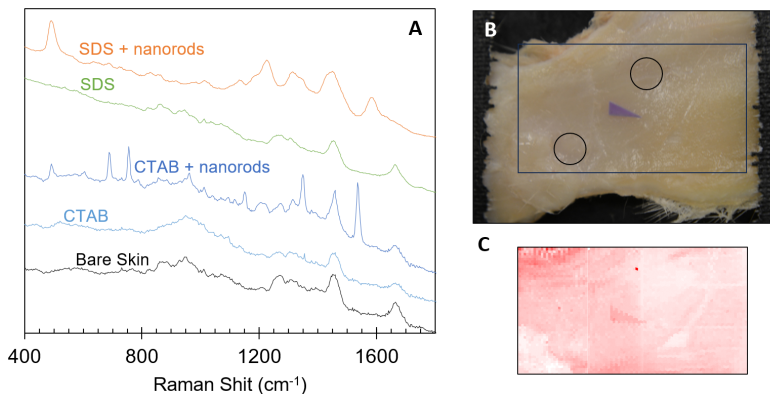 A
SDS + nanorods
SDS
CTAB + nanorods
CTAB
Bare Skin
400 800 1200 1600
Raman Shit (cm-1)
B
C